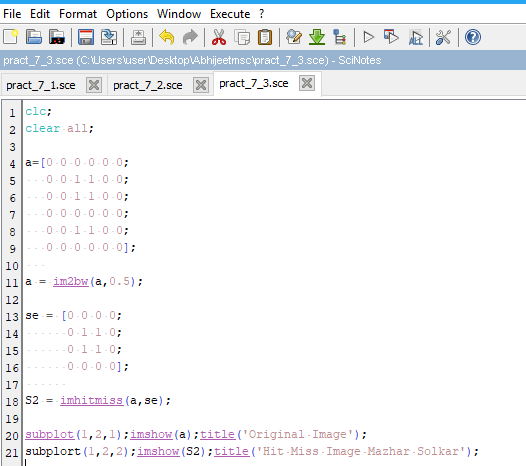 File Edit Format Options Window Execute ?
pract_7_3.sce (C:\Users\user\Desktop\Abhijeetmsc\pract_7_3.sce) - SciNotes
pract_7_1.sce pract_7_2.sce pract_7_3.sce
1 clc;
2 clear all;
3
4 a=[0 0 0 0 0 0;
5 0 0 1 1 0 0;
6 0 0 1 1 0 0;
7 0 0 0 0 0 0;
8 0 0 0 1 0 0;
9 0 0 0 0 0 0];
10
11 a = im2bw(a,0.5);
12
13 se = [0 0 0 0;
14 0 1 1 0;
15 0 1 1 0;
16 0 0 0 0];
17
18 S2 = imhitmiss(a,se);
19
20 subplot(1,2,1);imshow(a);title('Original Image');
21 subplort(1,2,2);imshow(S2);title('Hit Miss Image Mazhar Solkar');